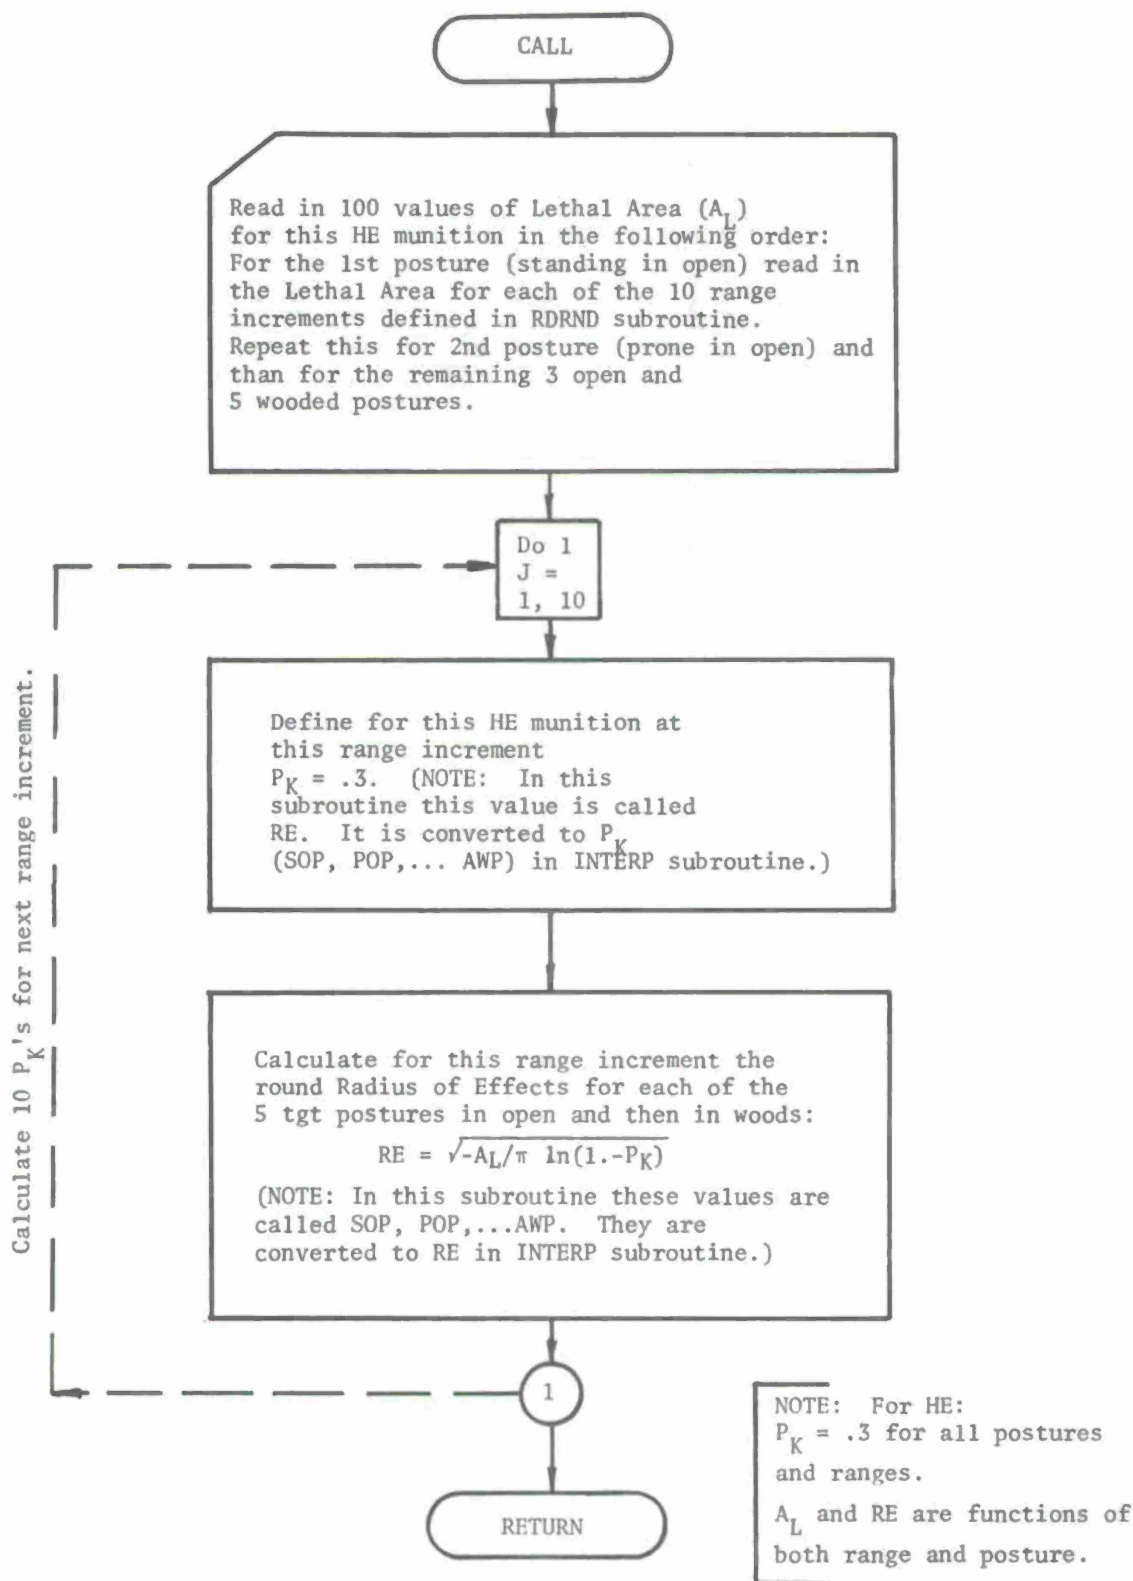 CALL
Read in 100 values of Lethal Area (A_L)
for this HE munition in the following order:
For the 1st posture (standing in open) read in
the Lethal Area for each of the 10 range
increments defined in RDRND subroutine.
Repeat this for 2nd posture (prone in open) and
than for the remaining 3 open and
5 wooded postures.
Do 1
J =
1, 10
Define for this HE munition at
this range increment
P_K = .3. (NOTE: In this
subroutine this value is called
RE. It is converted to P_K
(SOP, POP,... AWP) in INTERP subroutine.)
Calculate for this range increment the
round Radius of Effects for each of the
5 tgt postures in open and then in woods:
RE = √-A_L/π ln(1.-P_K)
(NOTE: In this subroutine these values are
called SOP, POP,...AWP. They are
converted to RE in INTERP subroutine.)
Calculate 10 P_K's for next range increment.
1
RETURN
NOTE: For HE:
P_K = .3 for all postures
and ranges.
A_L and RE are functions of
both range and posture.